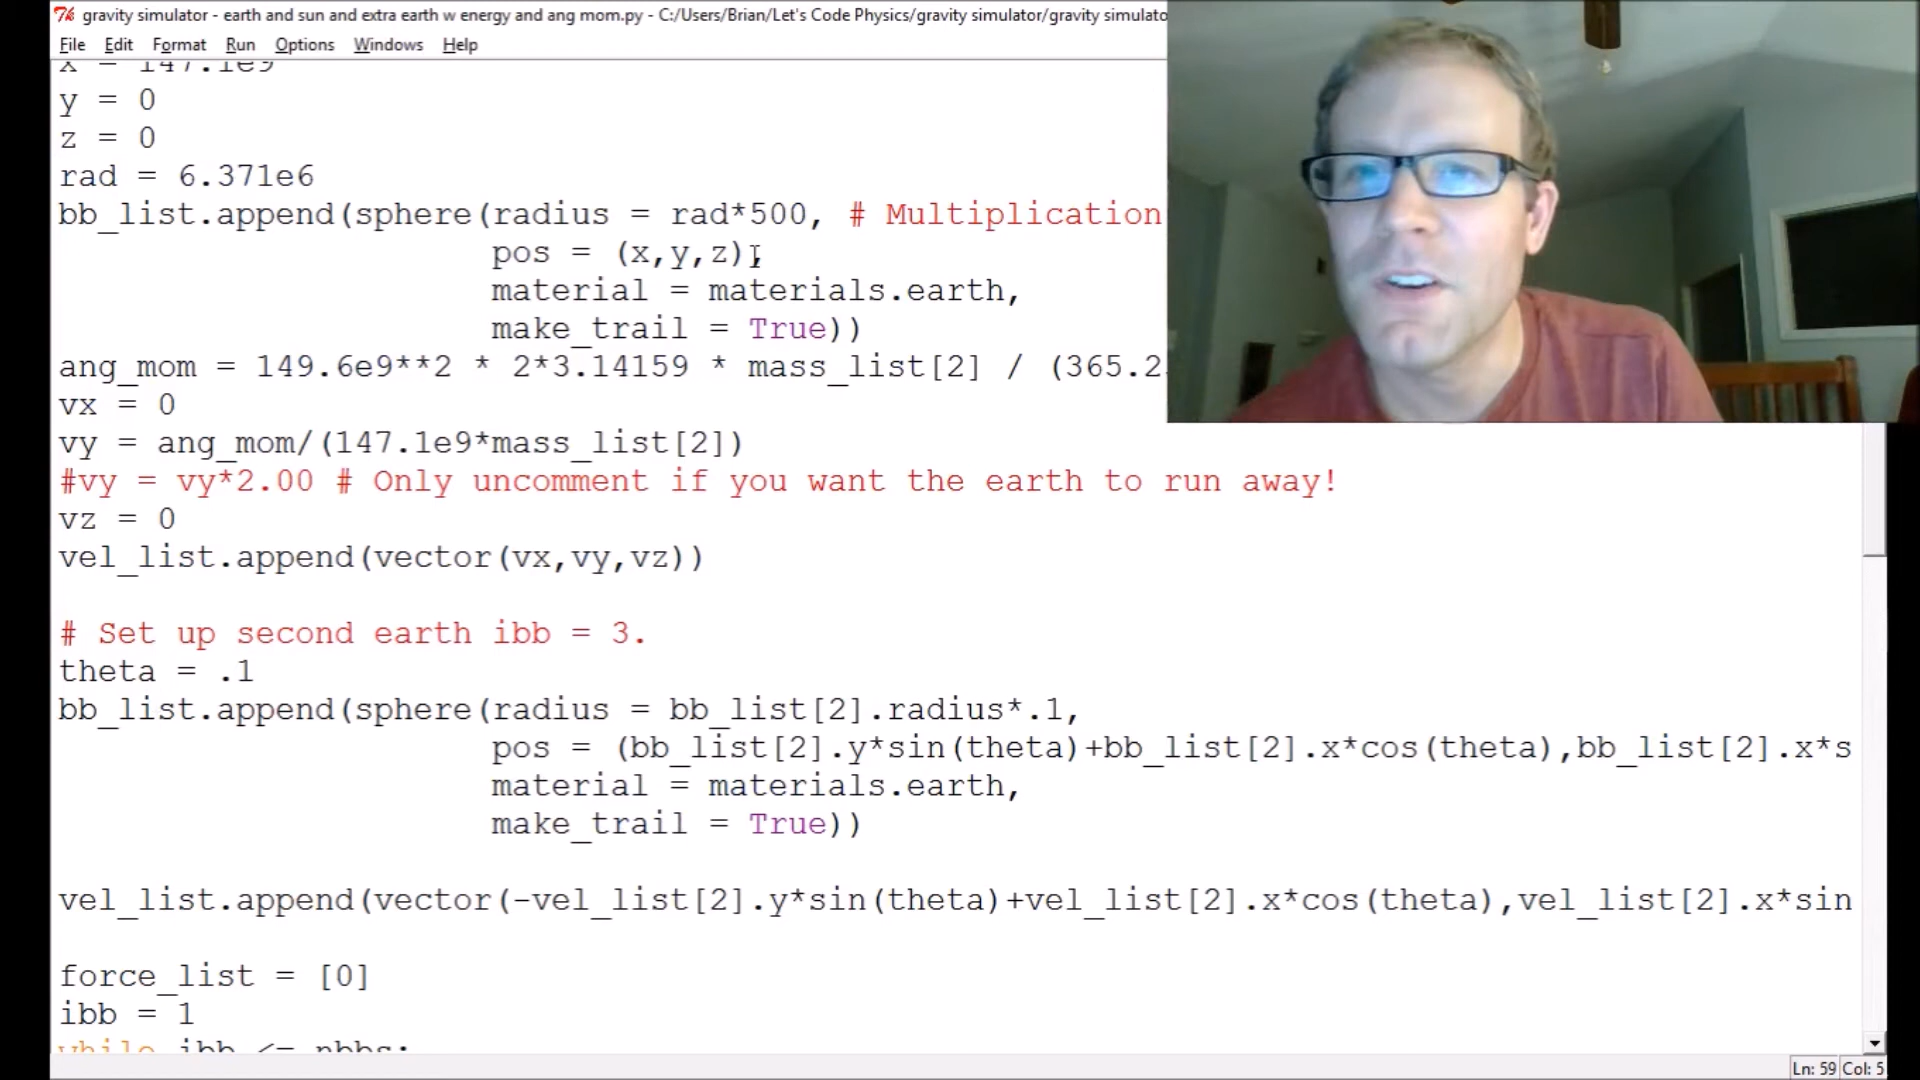 gravity simulator - earth and sun and extra earth w energy and ang mom.py - C:/Users/Brian/Let's Code Physics/gravity simulator/gravity simulato
File Edit Format Run Options Windows Help
x = 147.1e9
y = 0
z = 0
rad = 6.371e6
bb_list.append(sphere(radius = rad*500, # Multiplication
pos = (x,y,z),
material = materials.earth,
make_trail = True))
ang_mom = 149.6e9**2 * 2*3.14159 * mass_list[2] / (365.2
vx = 0
vy = ang_mom/(147.1e9*mass_list[2])
#vy = vy*2.00 # Only uncomment if you want the earth to run away!
vz = 0
vel_list.append(vector(vx,vy,vz))
# Set up second earth ibb = 3.
theta = .1
bb_list.append(sphere(radius = bb_list[2].radius*.1,
pos = (bb_list[2].y*sin(theta)+bb_list[2].x*cos(theta),bb_list[2].x*s
material = materials.earth,
make_trail = True))
vel_list.append(vector(-vel_list[2].y*sin(theta)+vel_list[2].x*cos(theta),vel_list[2].x*sin
force_list = [0]
ibb = 1
while ibb <= nbbs:
Ln: 59 Col: 5